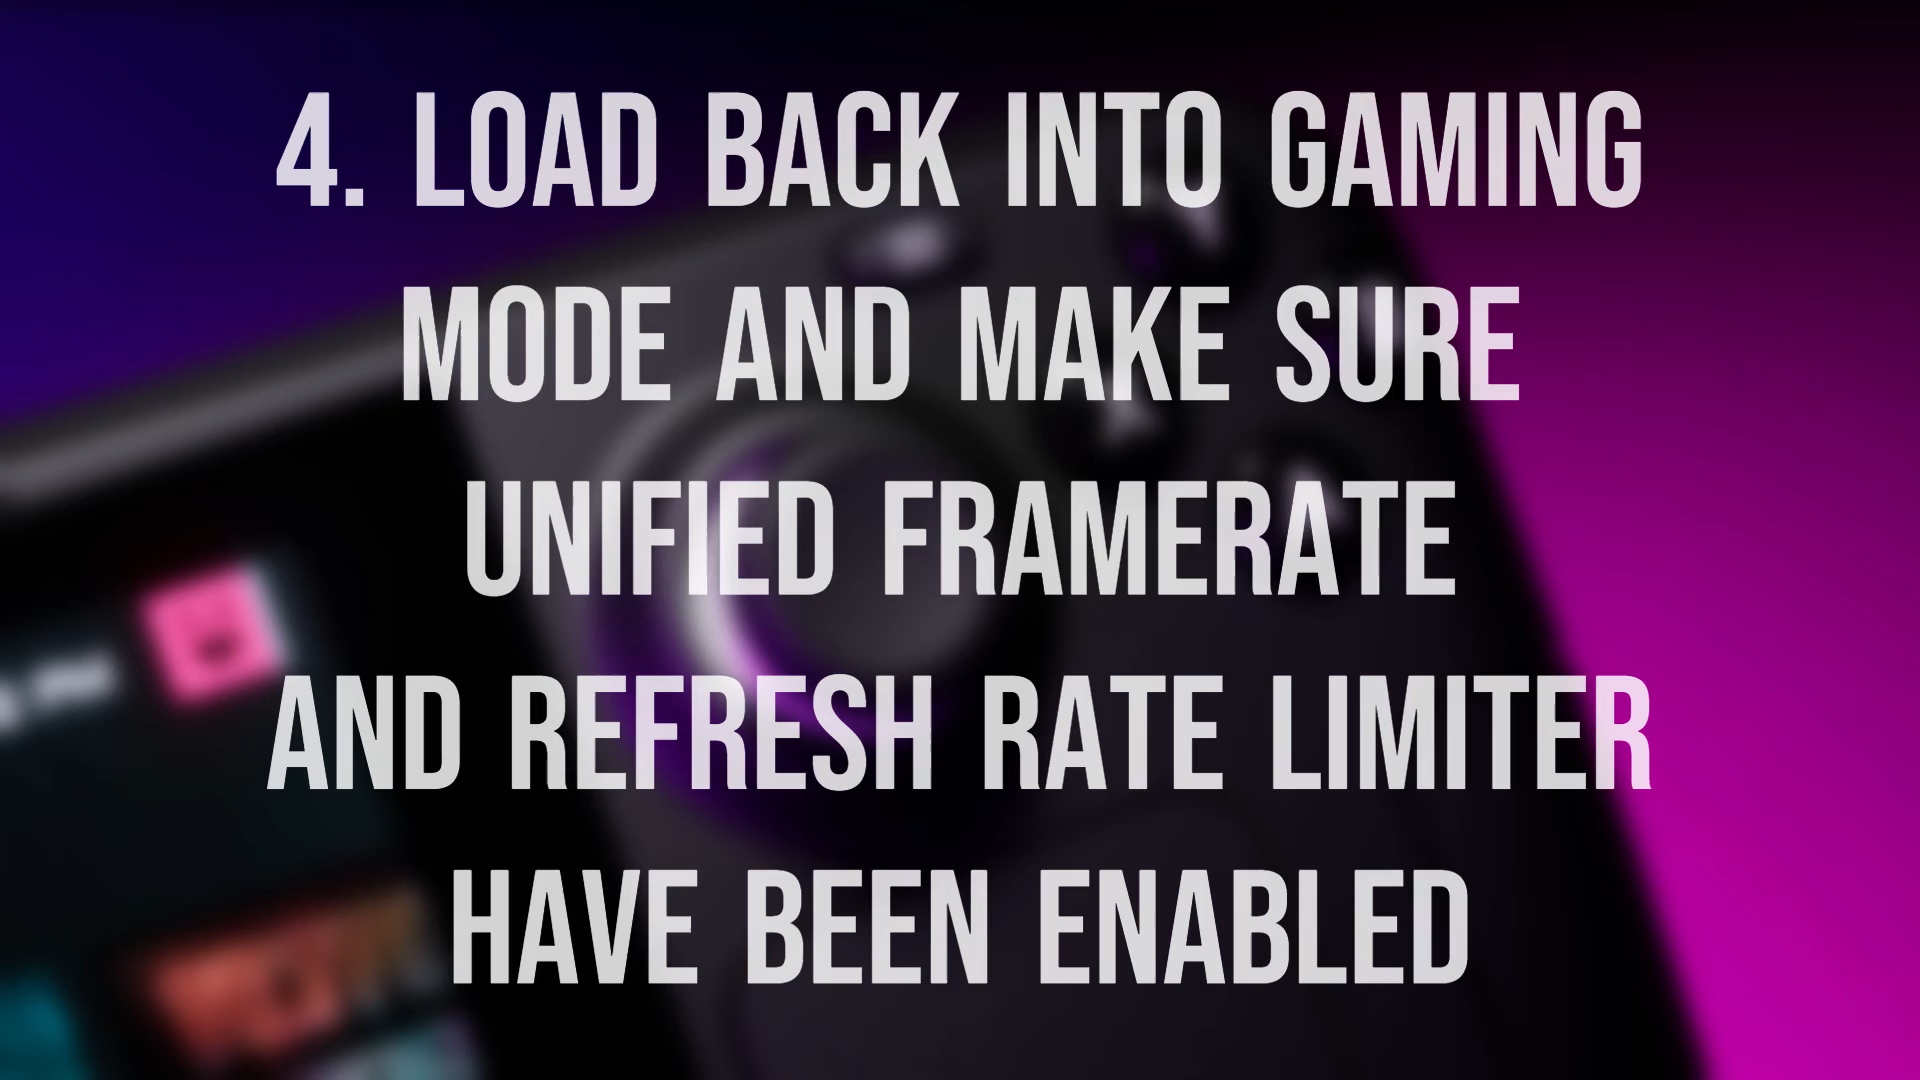 4. LOAD BACK INTO GAMING
MODE AND MAKE SURE
UNIFIED FRAMERATE
AND REFRESH RATE LIMITER
HAVE BEEN ENABLED